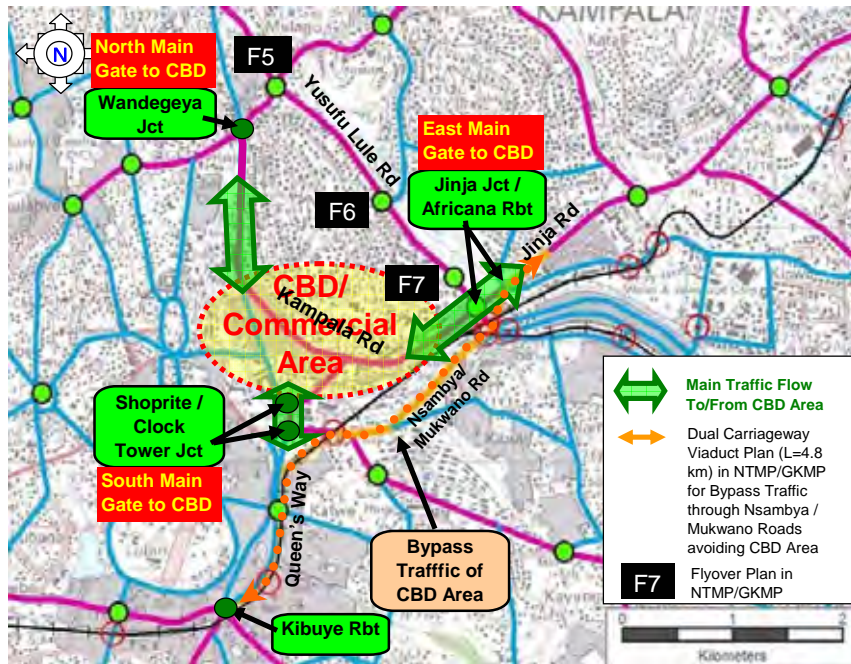 KAMPALA
N
North Main
Gate to CBD
F5
Wandegeya
Jct
Yusufu Lule Rd
East Main
Gate to CBD
Jinja Jct /
Africana Rbt
F6
Jinja Rd
F7
CBD/
Commercial
Area
Kampala Rd
Shoprite /
Clock
Tower Jct
South Main
Gate to CBD
Nsambya/
Mukwano Rd
Queen's Way
Bypass
Trafffic of
CBD Area
Kibuye Rbt
Main Traffic Flow
To/From CBD Area
Dual Carriageway
Viaduct Plan (L=4.8
km) in NTMP/GKMP
for Bypass Traffic
through Nsambya /
Mukwano Roads
avoiding CBD Area
F7
Flyover Plan in
NTMP/GKMP
0 1 2
Kilometers